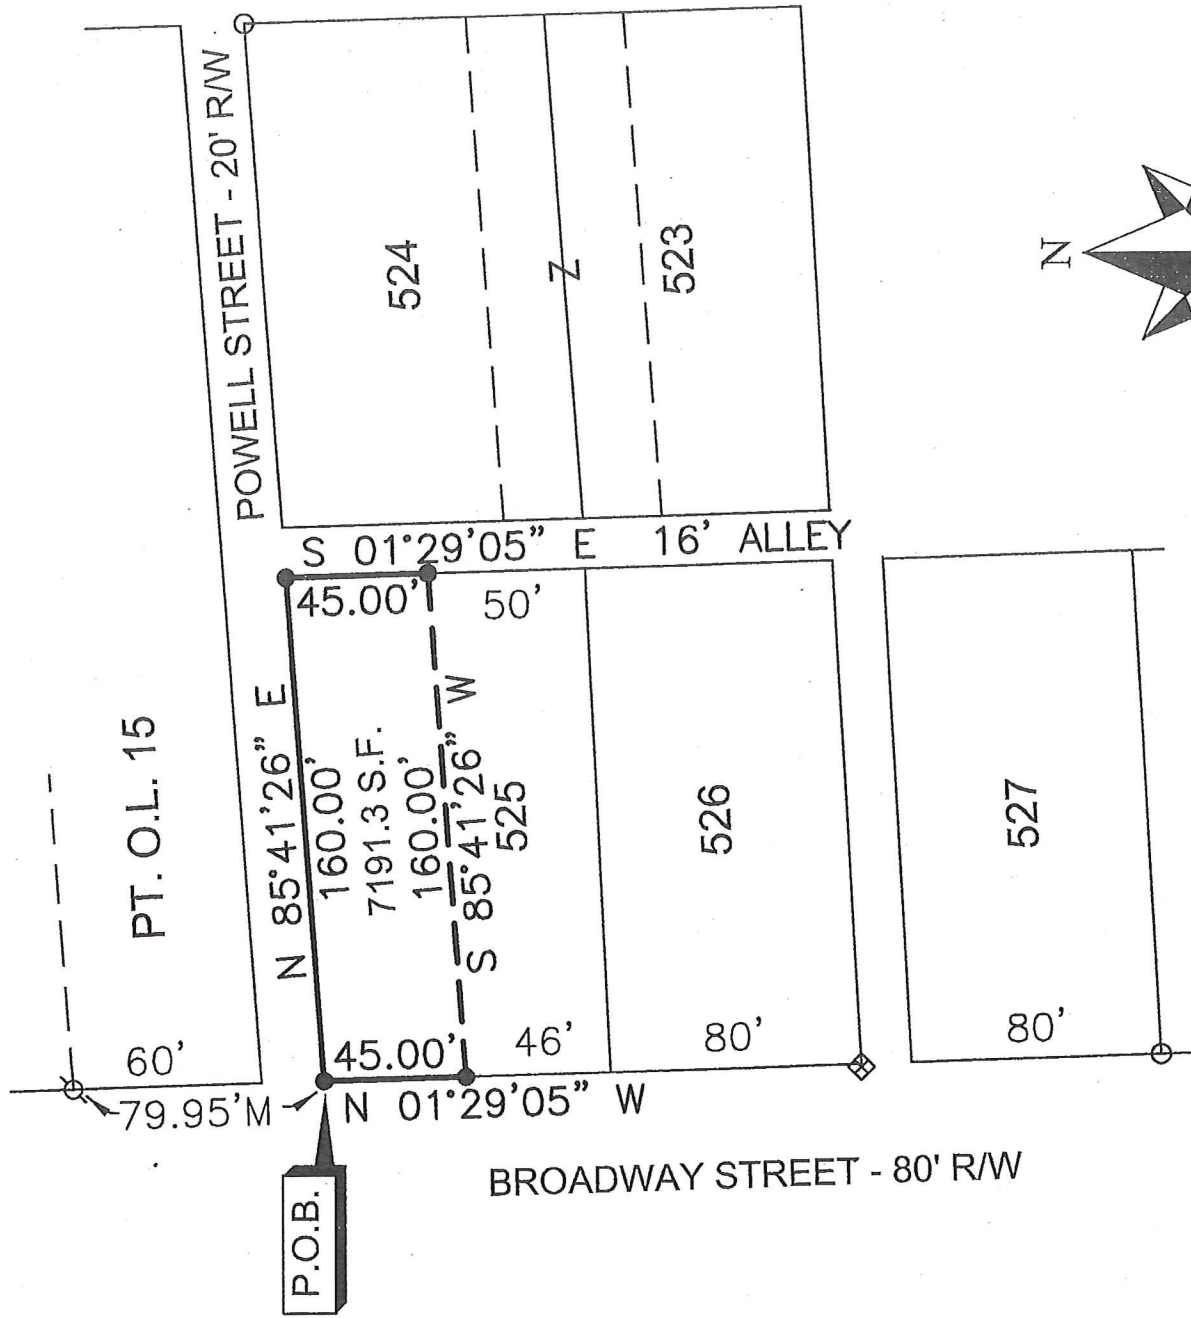 POWELL STREET - 20' R/W
524
Z
523
N
S 01°29'05” E 16' ALLEY
45.00'
50'
PT. O.L. 15
N 85°41'26” E
160.00'
7191.3 S.F.
160.00'
S 85°41'26” W
525
526
527
60'
45.00'
46'
80'
80'
79.95'M
N 01°29'05” W
P.O.B.
BROADWAY STREET - 80' R/W